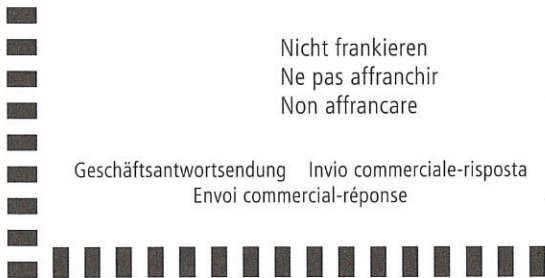 Nicht frankieren
Ne pas affranchir
Non affrancare
Geschäftsantwortsendung Invio commerciale-risposta
Envoi commercial-réponse